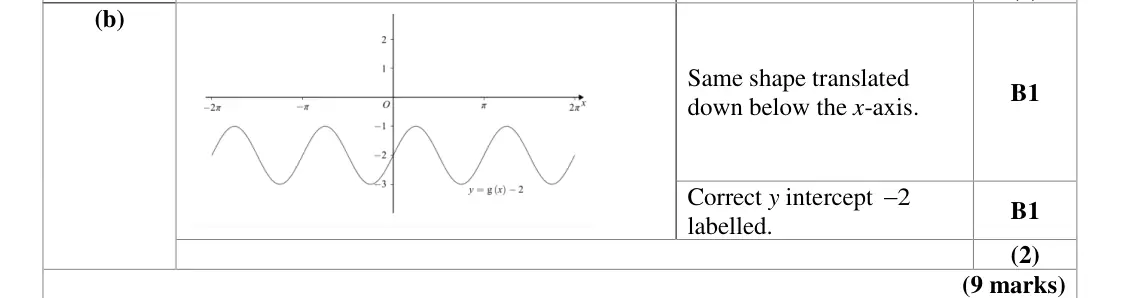 (b)
2
1
−2π
−π
O
π
2π
x
−1
−2
−3
y = g (x) − 2
Same shape translated
down below the x-axis.
B1
Correct y intercept −2
labelled.
B1
(2)
(9 marks)